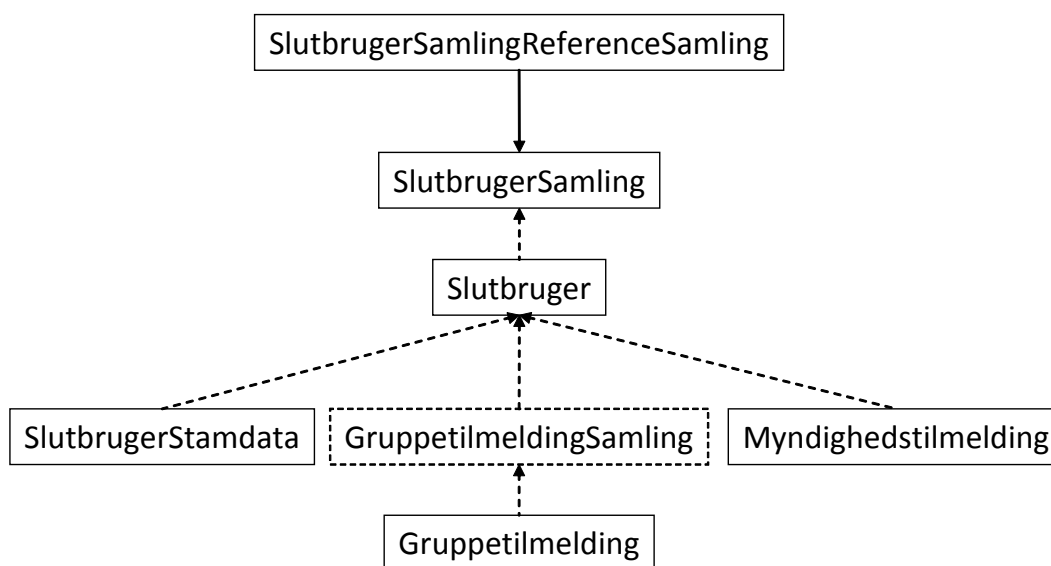 SlutbrugerSamlingReferenceSamling
SlutbrugerSamling
Slutbruger
SlutbrugerStamdata
GruppetilmeldingSamling
Myndighedstilmelding
Gruppetilmelding